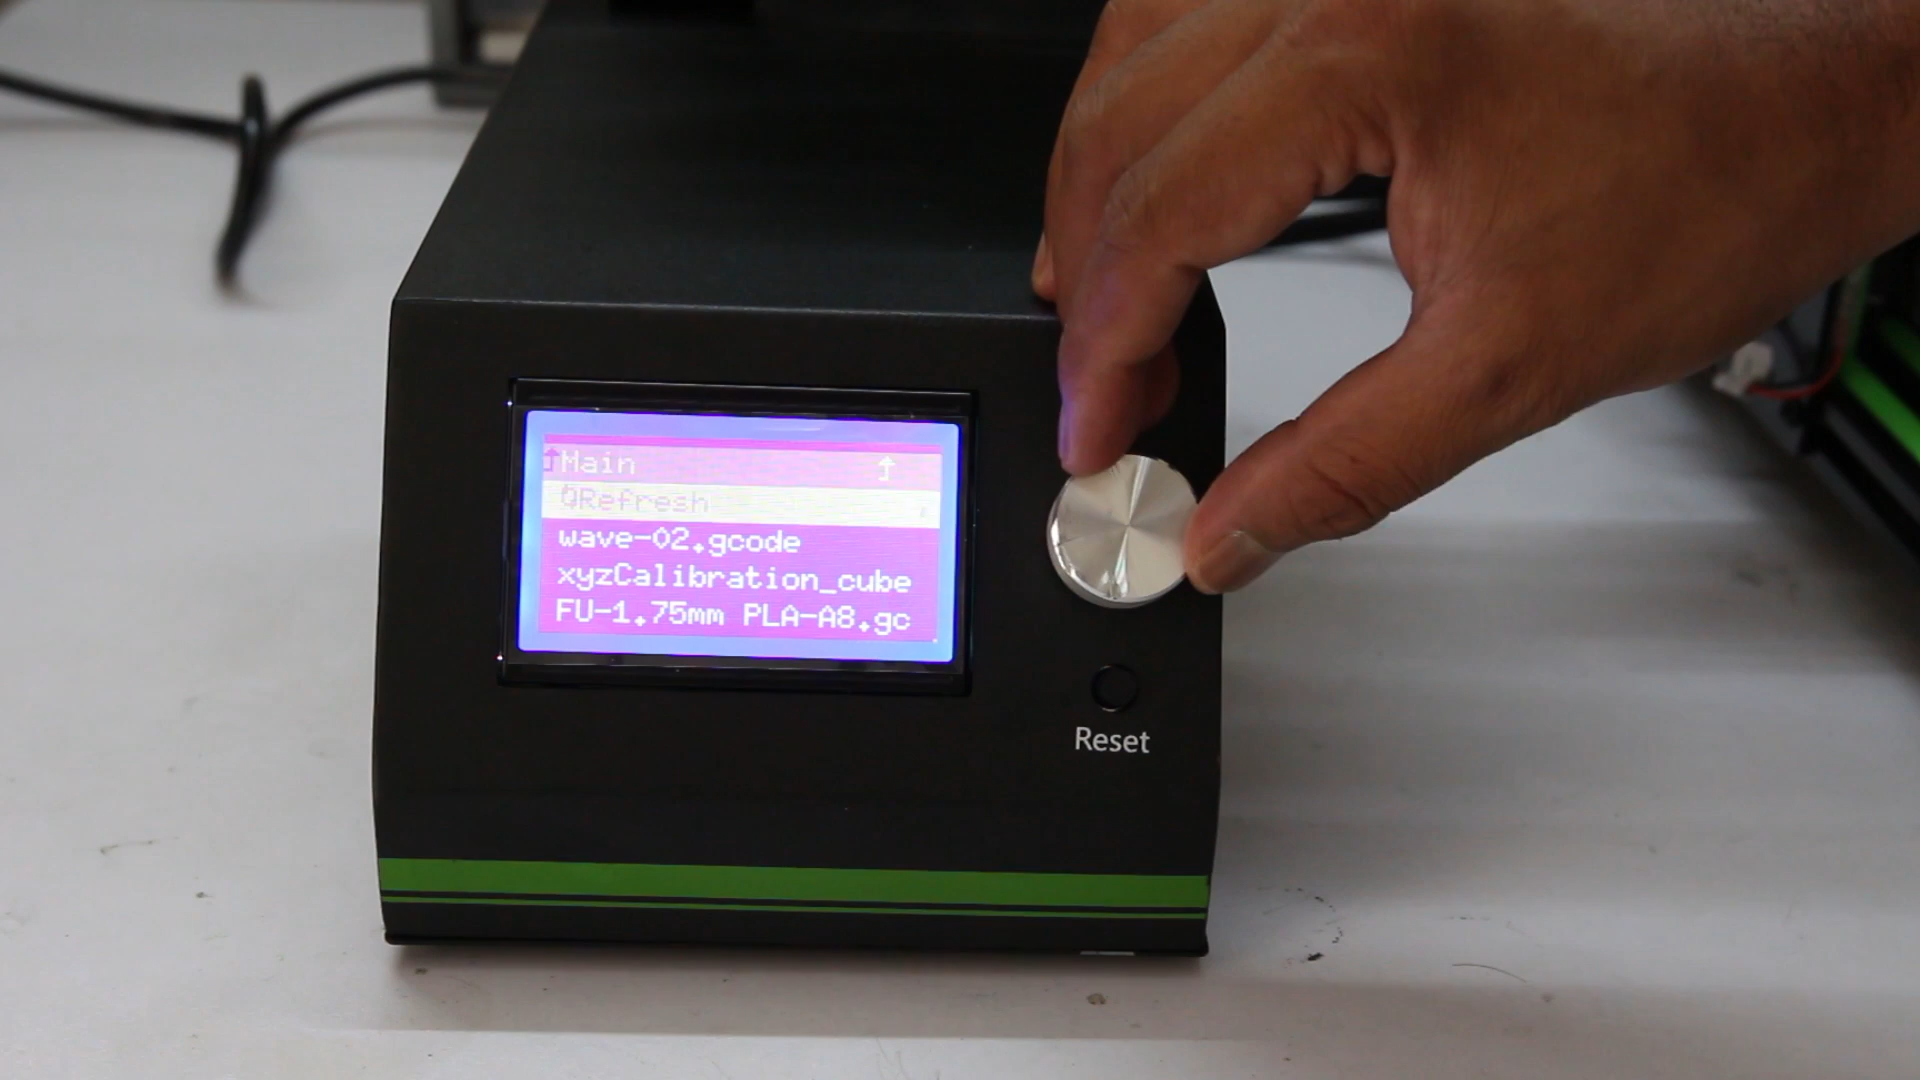 Main
Refresh
wave-02.gcode
xyzCalibration_cube
FU-1.75mm PLA-A8.gc
Reset